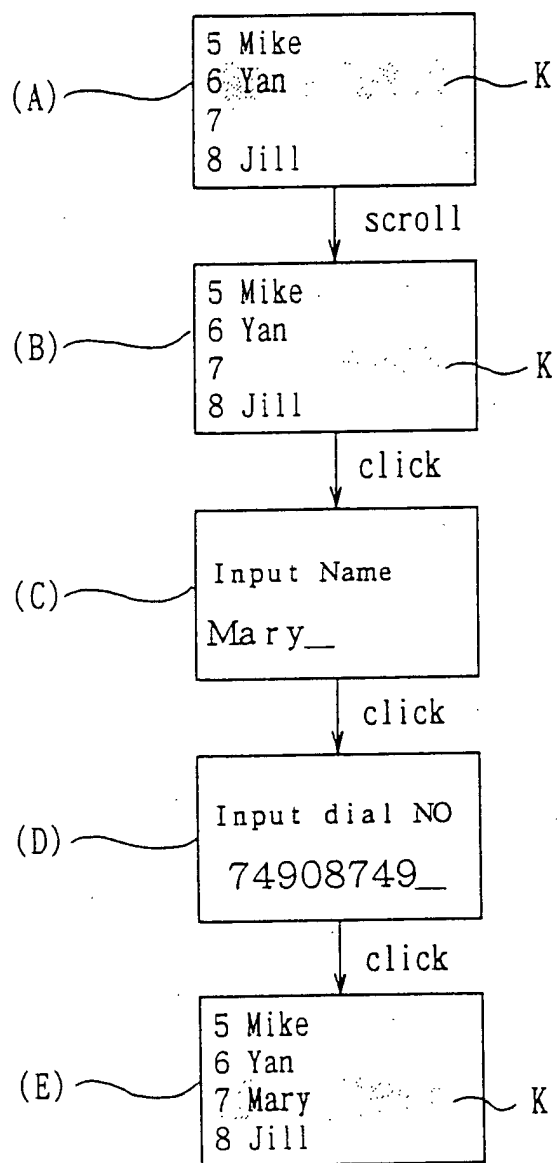 5 Mike
(A) 6 Yan K
7
8 Jill
scroll
5 Mike
(B) 6 Yan
7 K
8 Jill
click
Input Name
(C)
Mary_
click
Input dial NO
(D)
74908749_
click
5 Mike
6 Yan
(E) 7 Mary K
8 Jill